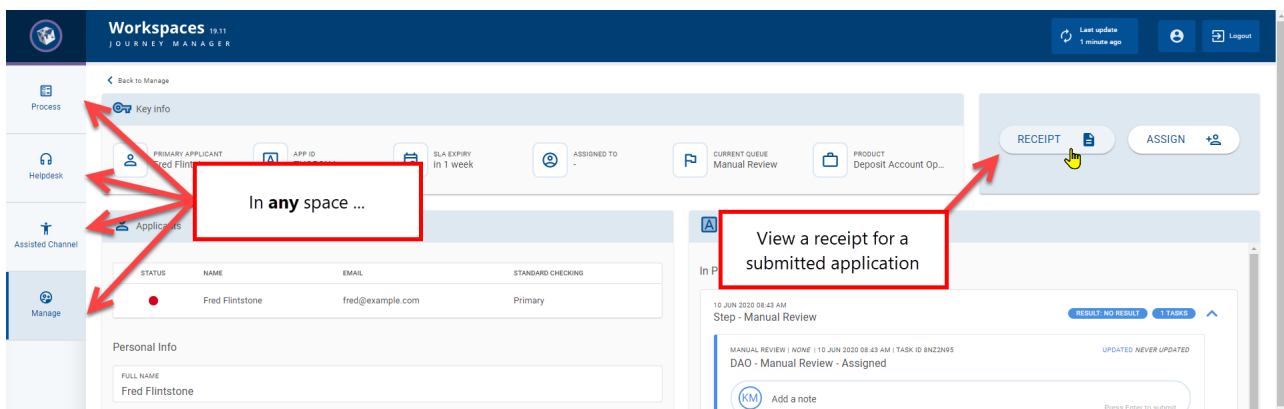 Workspaces 19.11
JOURNEY MANAGER
Last update
1 minute ago
Logout
Process
Helpdesk
Assisted Channel
Manage
Back to Manage
Key info
PRIMARY APPLICANT
Fred
APP ID
SLA EXPIRY
in 1 week
ASSIGNED TO
-
CURRENT QUEUE
Manual Review
PRODUCT
Deposit Account Op...
RECEIPT
ASSIGN
In any space ...
View a receipt for a
submitted application
Applicants
STATUS NAME EMAIL STANDARD CHECKING
Fred Flintstone fred@example.com Primary
Personal Info
FULL NAME
Fred Flintstone
In
10 JUN 2020 08:43 AM
Step - Manual Review
RESULT: NO RESULT
1 TASKS
MANUAL REVIEW | NONE | 10 JUN 2020 08:43 AM | TASK ID 8NZ2N95
UPDATED NEVER UPDATED
DAO - Manual Review - Assigned
KM Add a note
Press Enter to submit